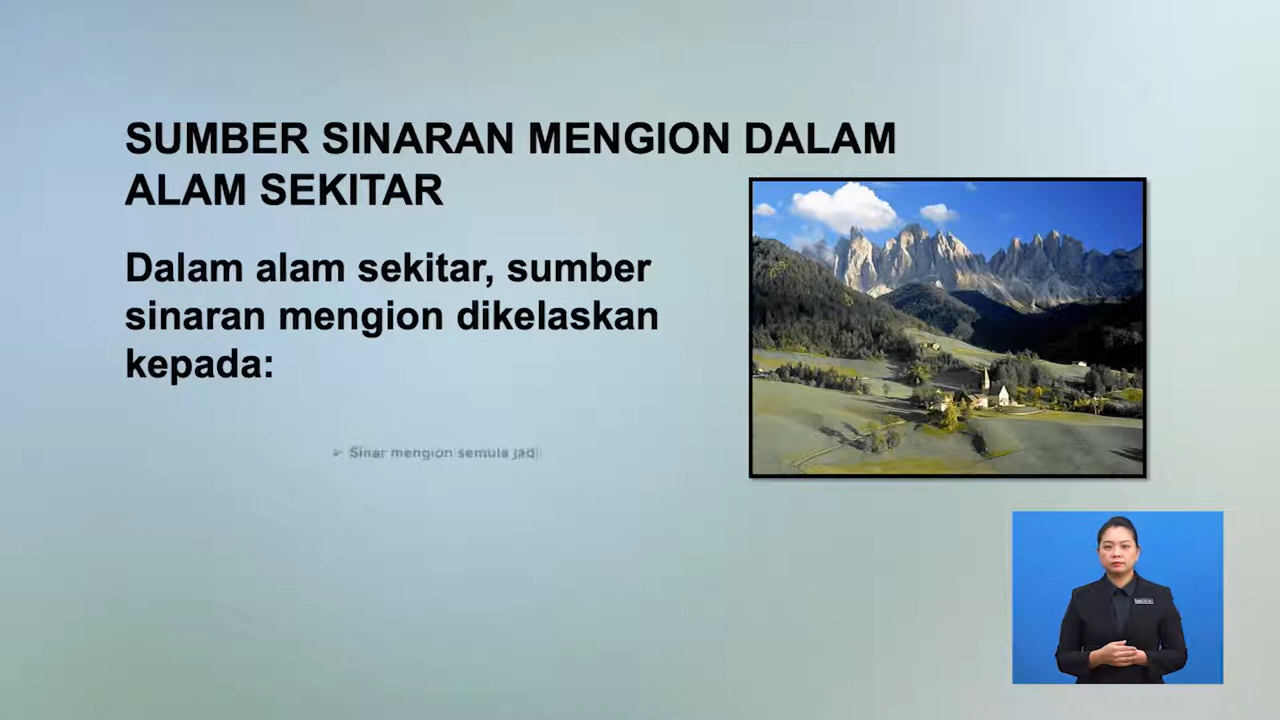 SUMBER SINARAN MENGION DALAM
ALAM SEKITAR
Dalam alam sekitar, sumber
sinaran mengion dikelaskan
kepada:
➢ Sinar mengion semula jadi